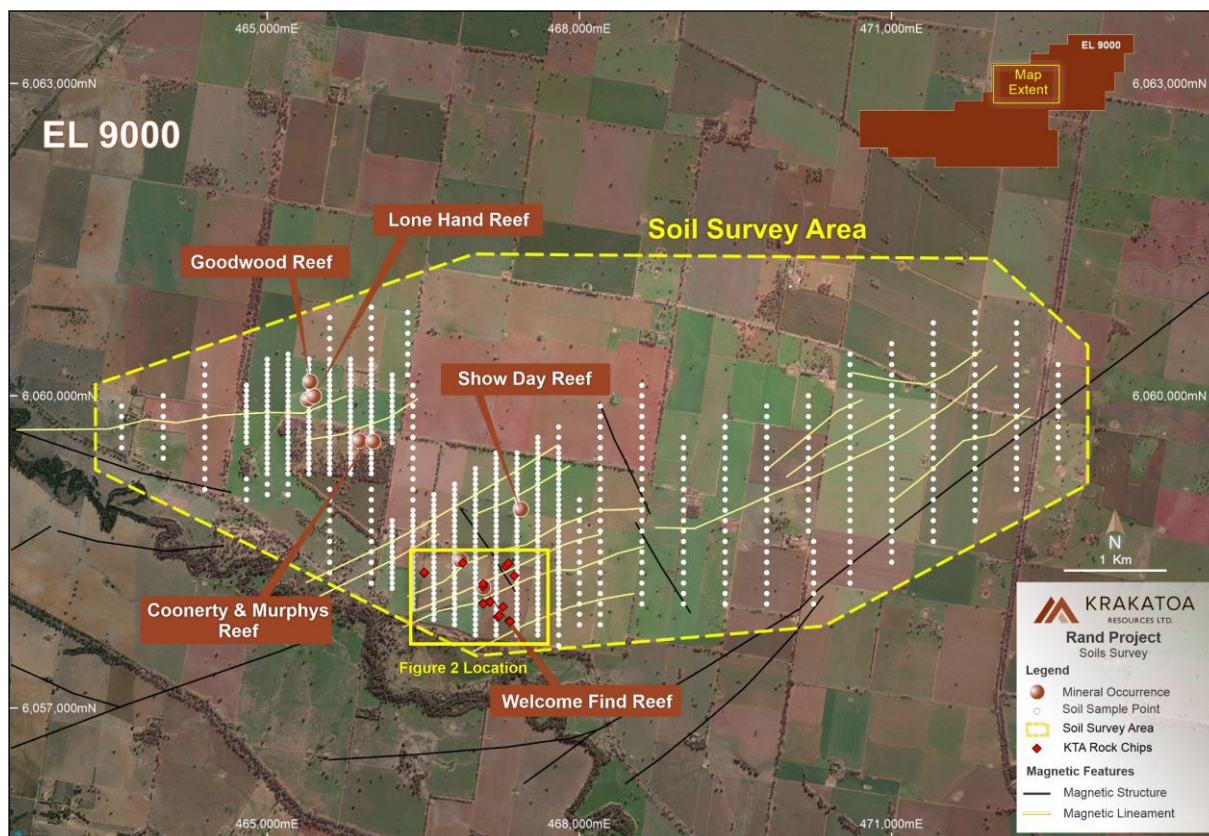 465,000mE
468,000mE
471,000mE
EL 9000
6,063,000mN
Map
Extent
6,063,000mN
EL 9000
Lone Hand Reef
Soil Survey Area
Goodwood Reef
Show Day Reef
6,060,000mN
6,060,000mN
N
1 Km
Coonerty & Murphys
Reef
Figure 2 Location
Welcome Find Reef
6,057,000mN
KRAKATOA
RESOURCES LTD.
Rand Project
Soils Survey
Legend
Mineral Occurrence
Soil Sample Point
Soil Survey Area
KTA Rock Chips
Magnetic Features
Magnetic Structure
Magnetic Lineament
465,000mE
468,000mE
471,000mE